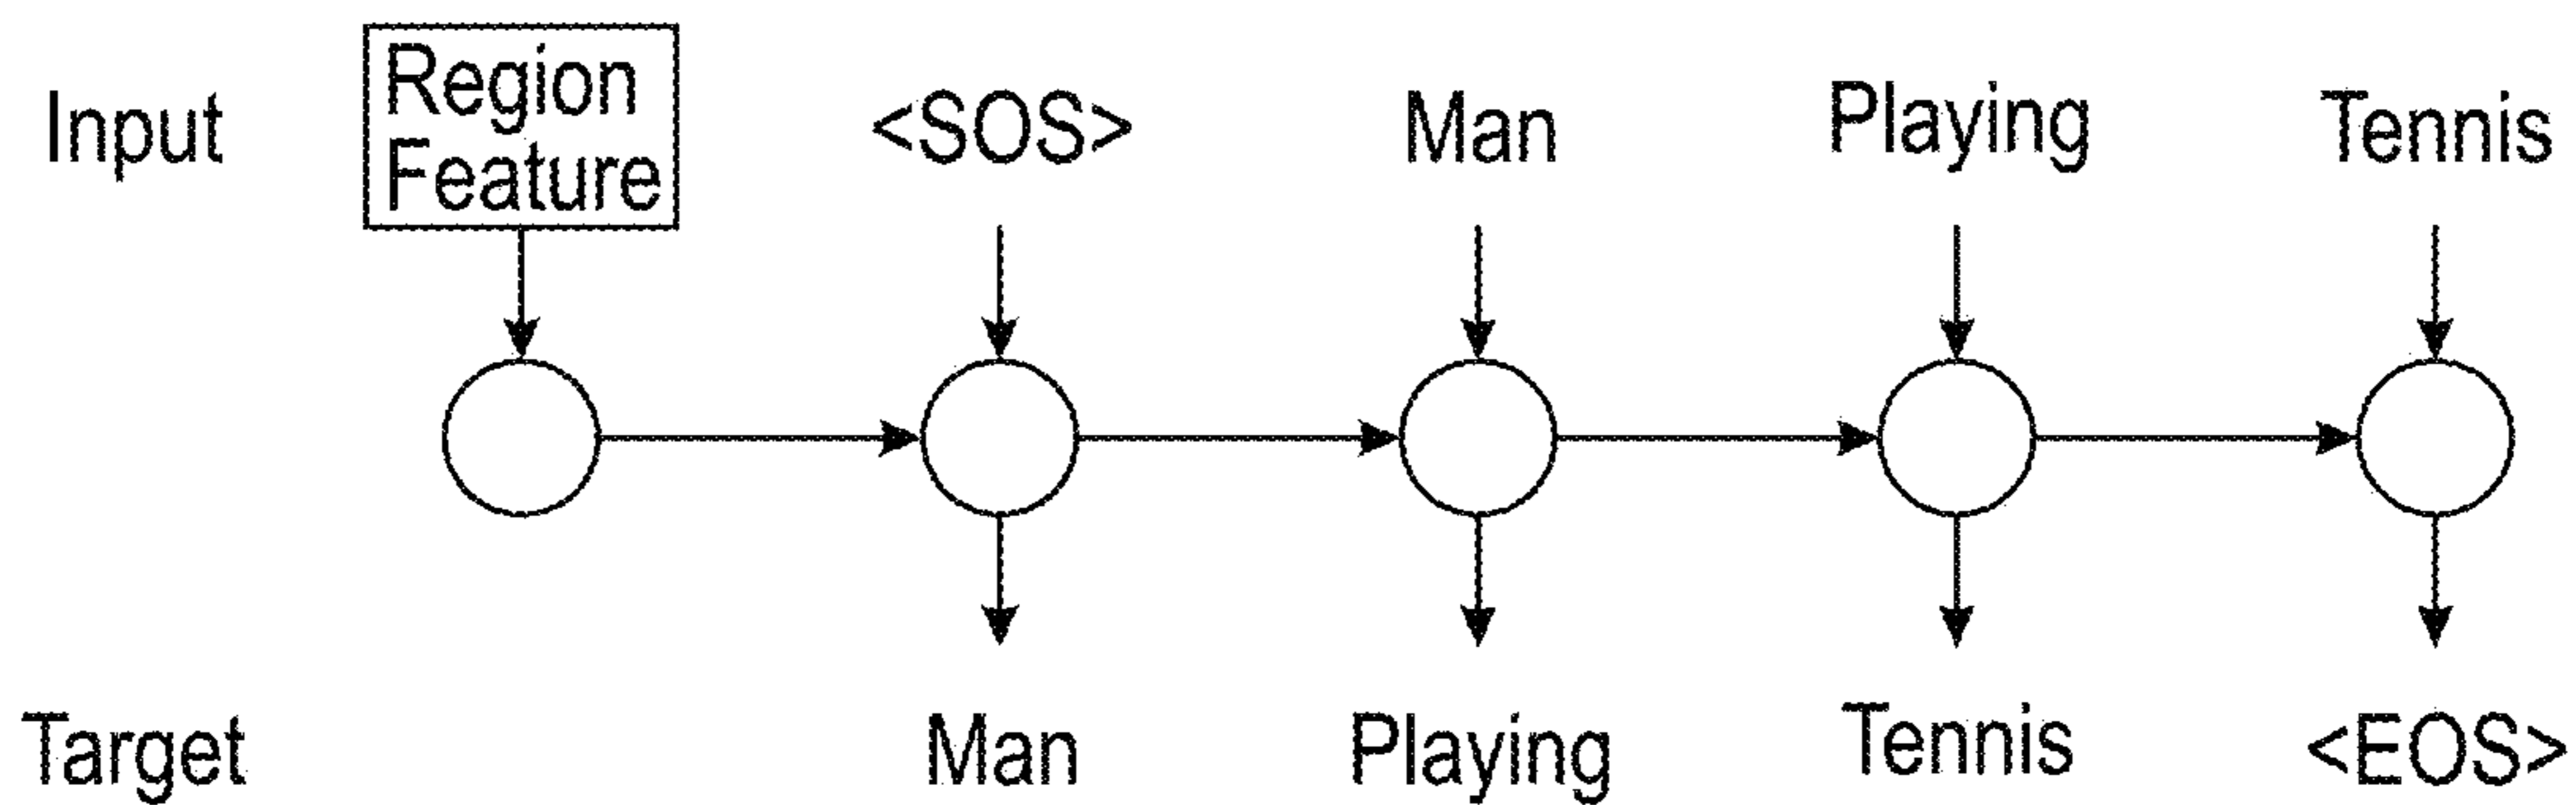 Input
Region
Feature
<SOS>
Man
Playing
Tennis
Target
Man
Playing
Tennis
<EOS>